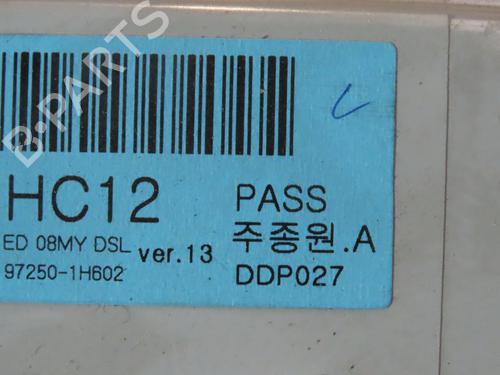 B-PARTS
HC12
PASS
ED 08MY DSL ver.13
주종원.A
97250-1H602
DDP027